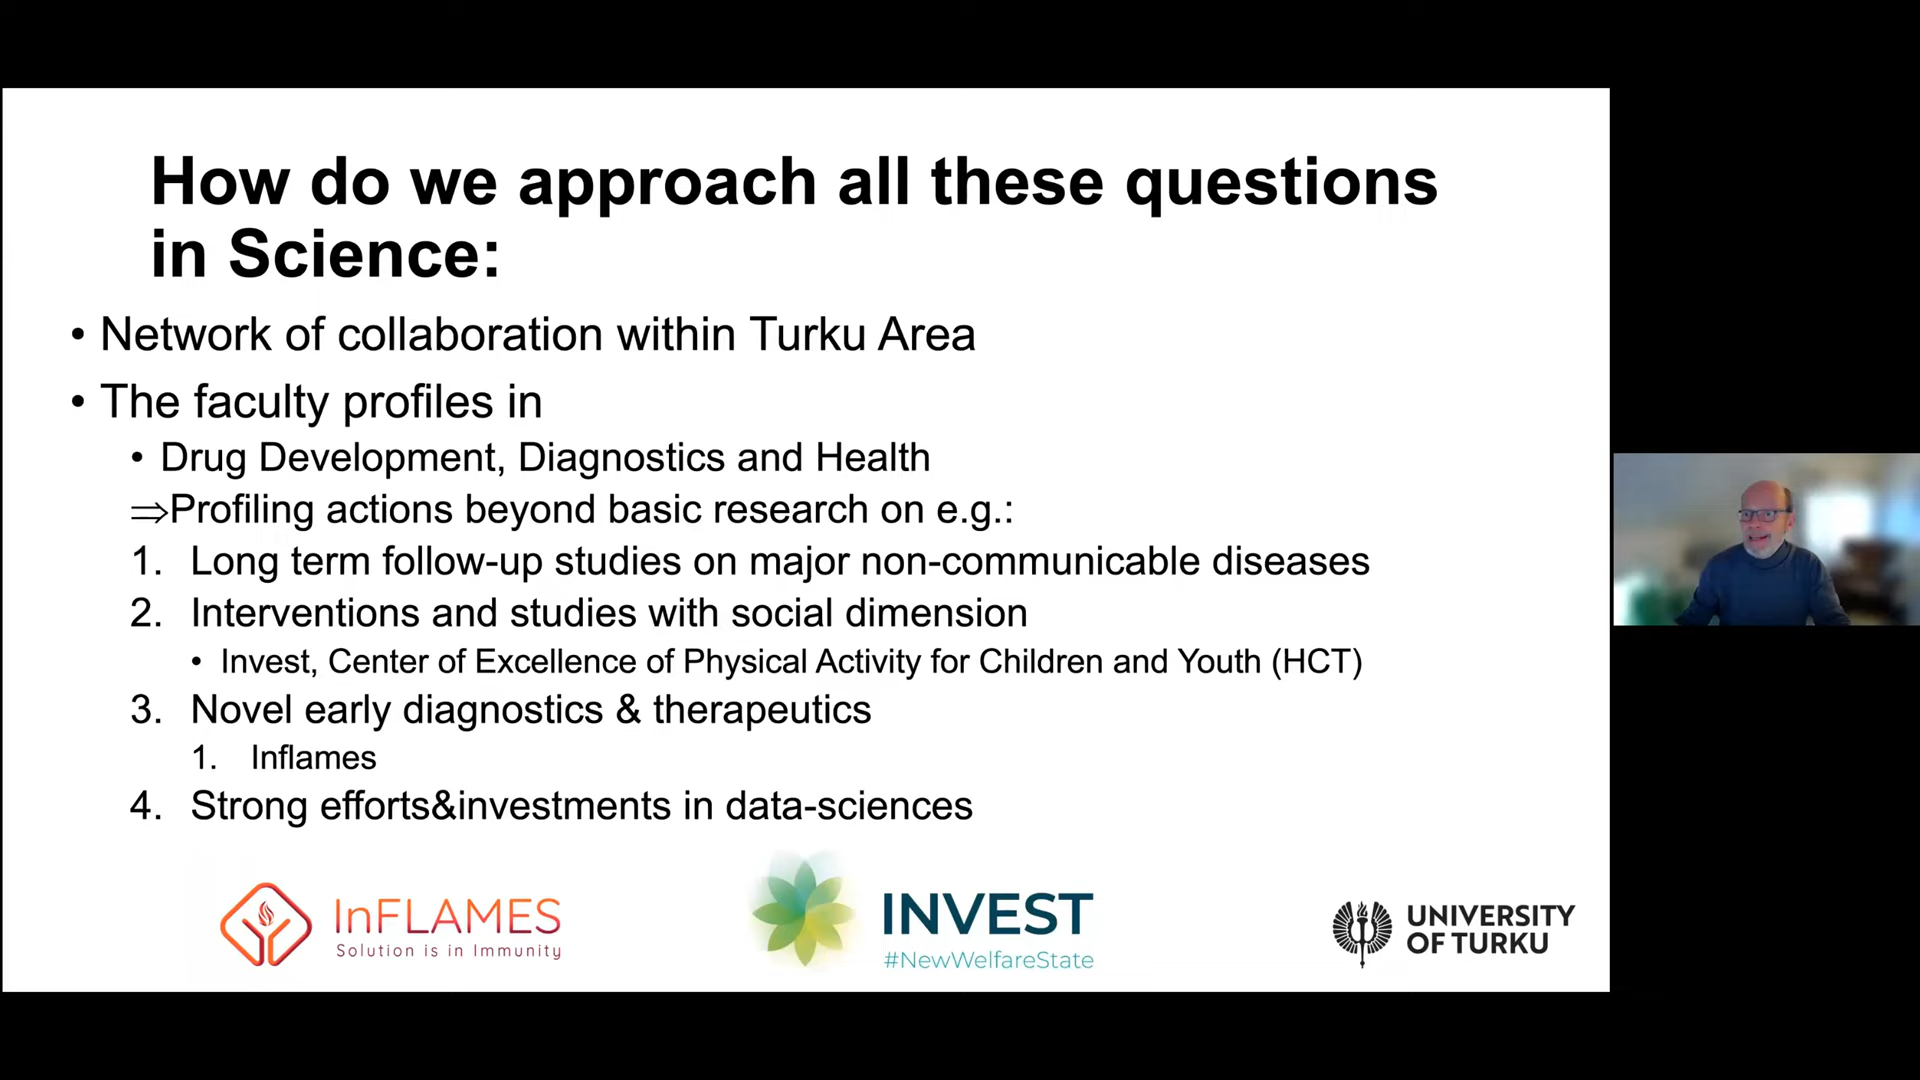 How do we approach all these questions
in Science:
• Network of collaboration within Turku Area
• The faculty profiles in
• Drug Development, Diagnostics and Health
⇒Profiling actions beyond basic research on e.g.:
1. Long term follow-up studies on major non-communicable diseases
2. Interventions and studies with social dimension
• Invest, Center of Excellence of Physical Activity for Children and Youth (HCT)
3. Novel early diagnostics & therapeutics
1. Inflames
4. Strong efforts&investments in data-sciences
InFLAMES
Solution is in Immunity
INVEST
#NewWelfareState
UNIVERSITY
OF TURKU